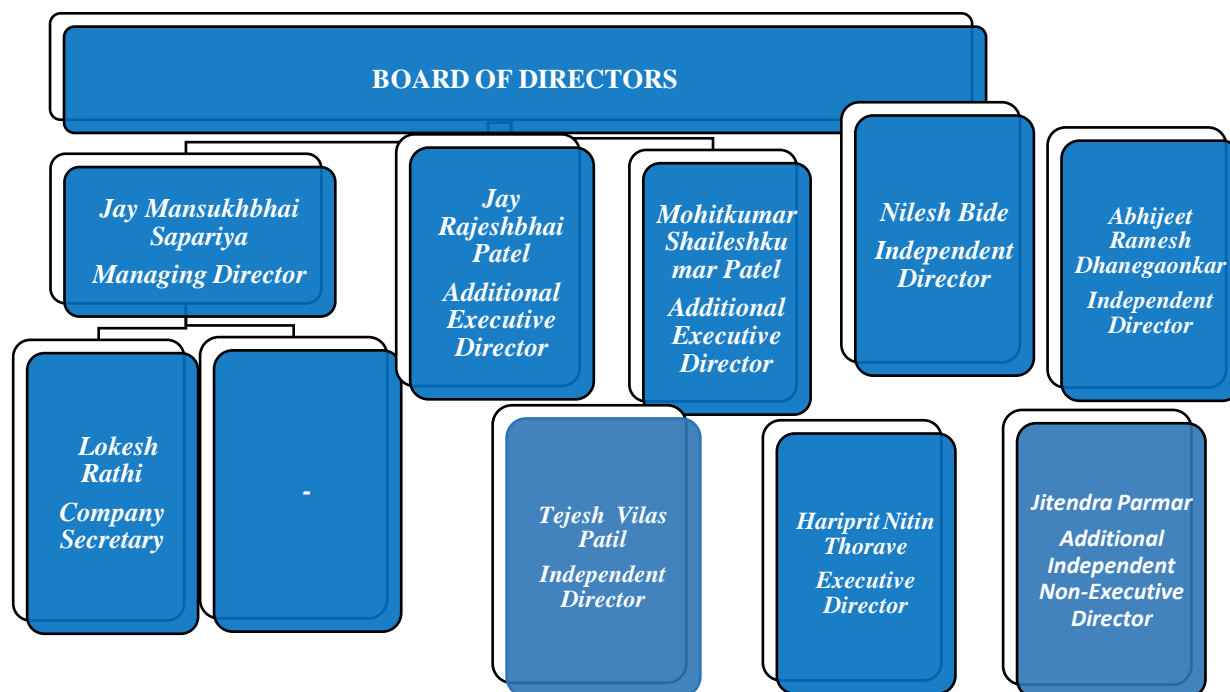 BOARD OF DIRECTORS
Jay Mansukhbhai
Sapariya
Managing Director
Jay
Rajeshbhai
Patel
Additional
Executive
Director
Mohitkumar
Shaileshku
mar Patel
Additional
Executive
Director
Nilesh Bide
Independent
Director
Abhijeet
Ramesh
Dhanegaonkar
Independent
Director
Lokesh
Rathi
Company
Secretary
-
Tejesh Vilas
Patil
Independent
Director
Hariprit Nitin
Thorave
Executive
Director
Jitendra Parmar
Additional
Independent
Non-Executive
Director